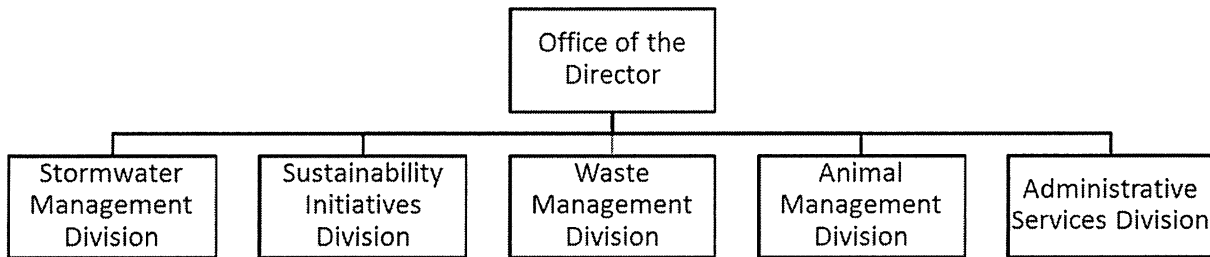 Office of the
Director
Stormwater
Management
Division
Sustainability
Initiatives
Division
Waste
Management
Division
Animal
Management
Division
Administrative
Services Division